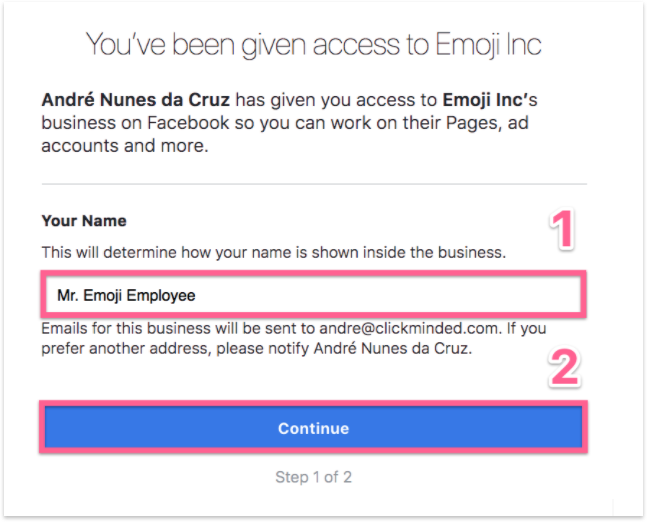 You've been given access to Emoji Inc
André Nunes da Cruz has given you access to Emoji Inc's
business on Facebook so you can work on their Pages, ad
accounts and more.
Your Name
1
This will determine how your name is shown inside the business.
Mr. Emoji Employee
Emails for this business will be sent to andre@clickminded.com. If you
prefer another address, please notify André Nunes da Cruz.
2
Continue
Step 1 of 2